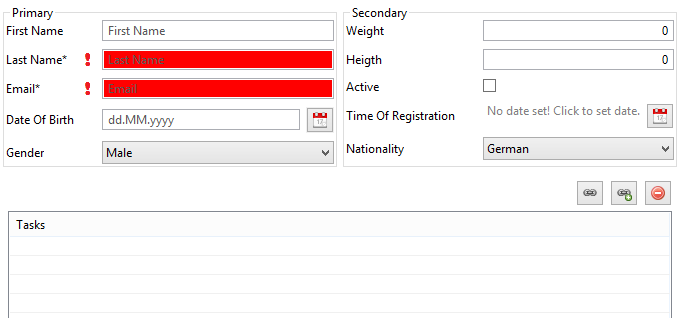 Primary
First Name First Name
Last Name* Last Name
Email* Email
Date Of Birth dd.MM.yyyy
Gender Male
Secondary
Weight 0
Heigth 0
Active
Time Of Registration No date set! Click to set date.
Nationality German
Tasks